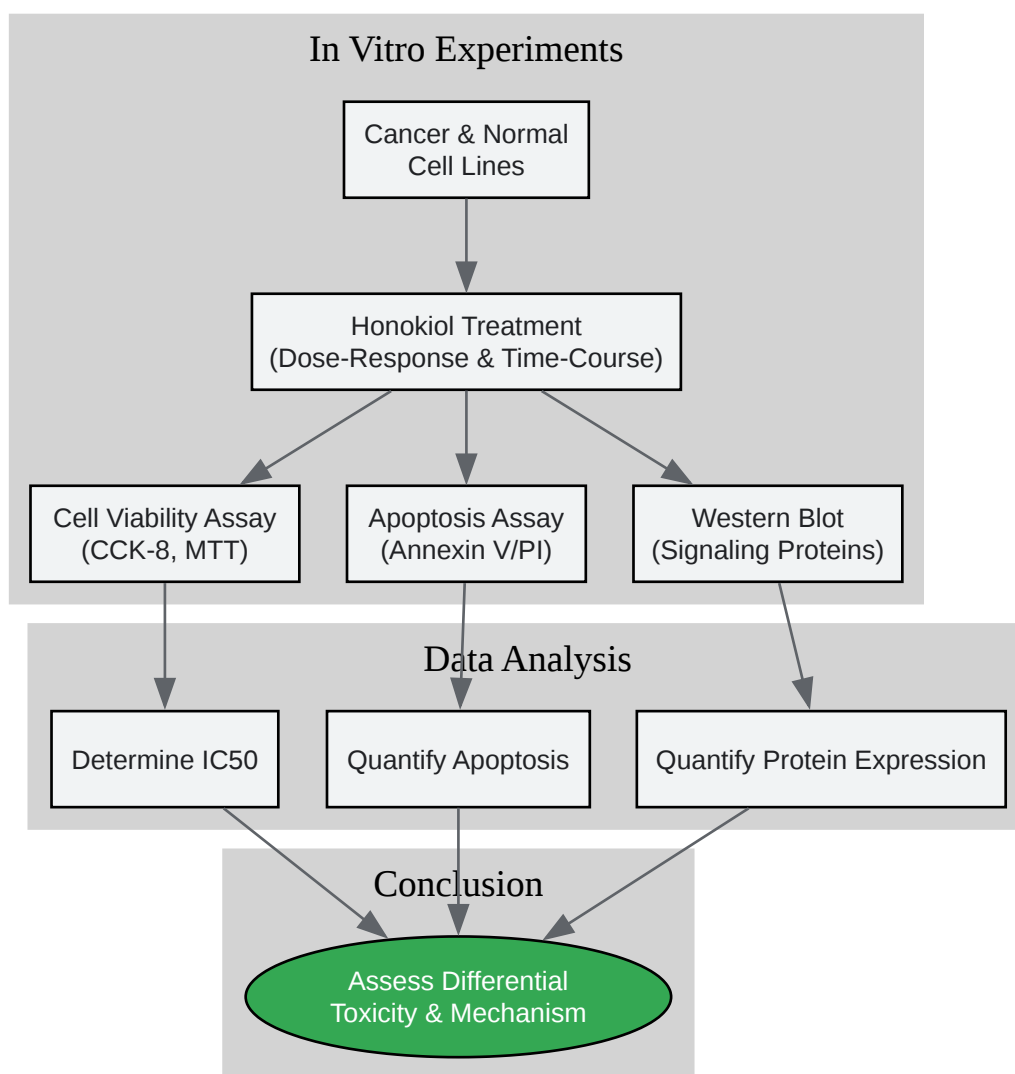 In Vitro Experiments
Cancer & Normal
Cell Lines
Honokiol Treatment
(Dose-Response & Time-Course)
Cell Viability Assay
(CCK-8, MTT)
Apoptosis Assay
(Annexin V/PI)
Western Blot
(Signaling Proteins)
Data Analysis
Determine IC50
Quantify Apoptosis
Quantify Protein Expression
Conclusion
Assess Differential
Toxicity & Mechanism